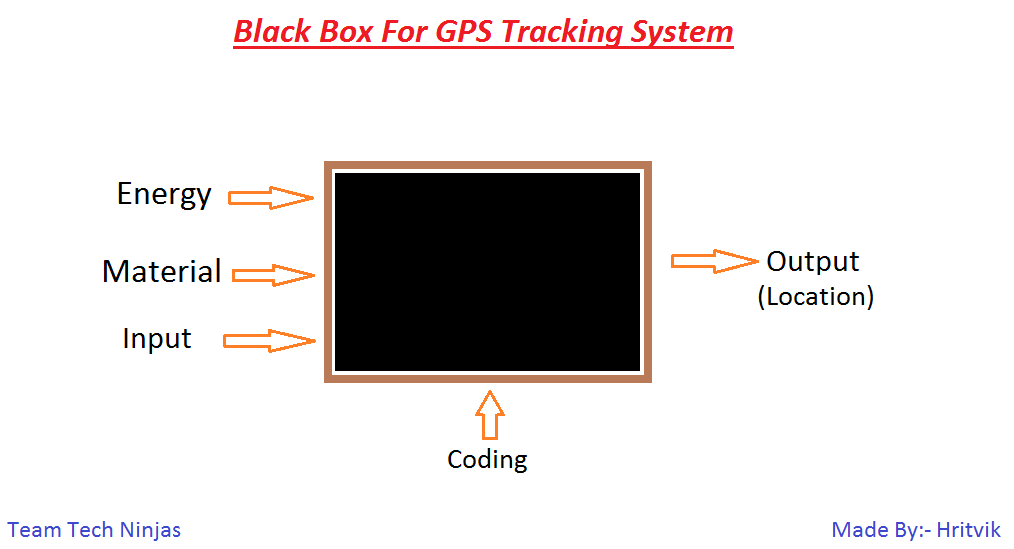 Black Box For GPS Tracking System
Energy
Material
Input
Output
(Location)
Coding
Team Tech Ninjas
Made By:- Hritvik